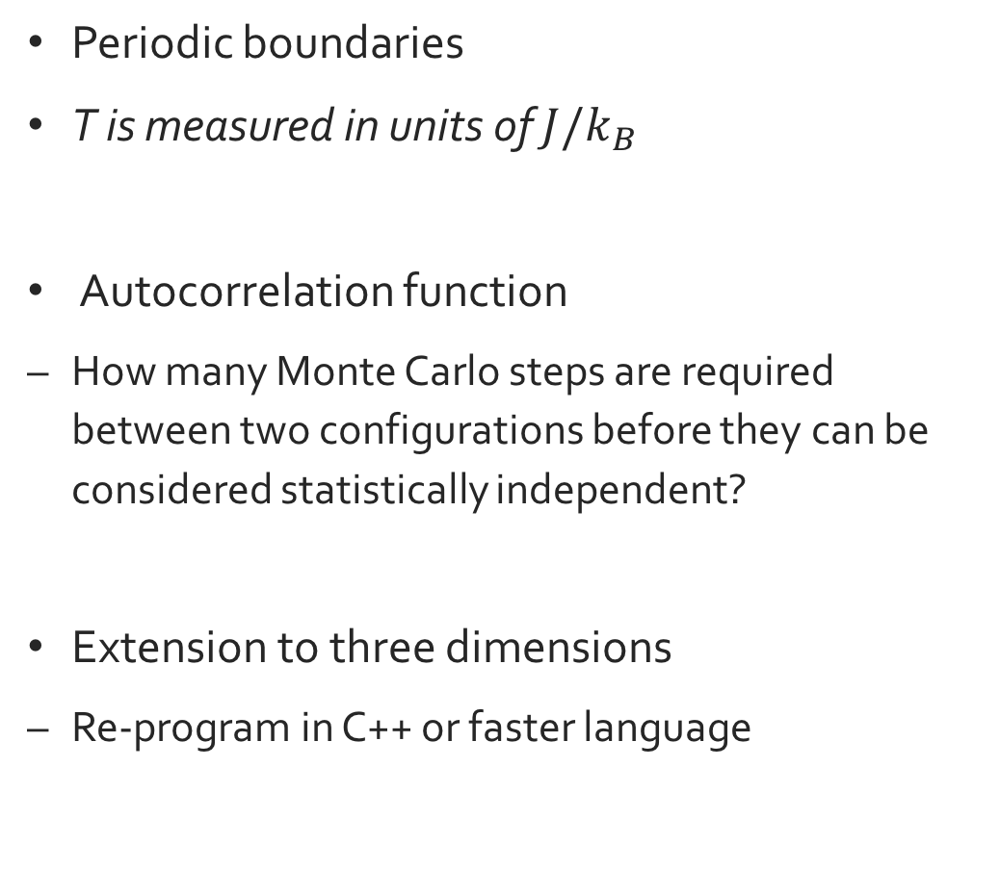 • Periodic boundaries
• T is measured in units of J/k_B
• Autocorrelation function
– How many Monte Carlo steps are required
between two configurations before they can be
considered statistically independent?
• Extension to three dimensions
– Re-program in C++ or faster language